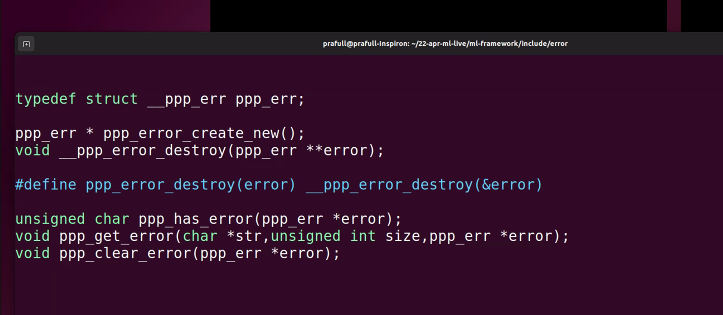 prafull@prafull-Inspiron: ~/22-apr-ml-live/ml-framework/include/error
typedef struct __ppp_err ppp_err;
ppp_err * ppp_error_create_new();
void __ppp_error_destroy(ppp_err **error);
#define ppp_error_destroy(error) __ppp_error_destroy(&error)
unsigned char ppp_has_error(ppp_err *error);
void ppp_get_error(char *str,unsigned int size,ppp_err *error);
void ppp_clear_error(ppp_err *error);